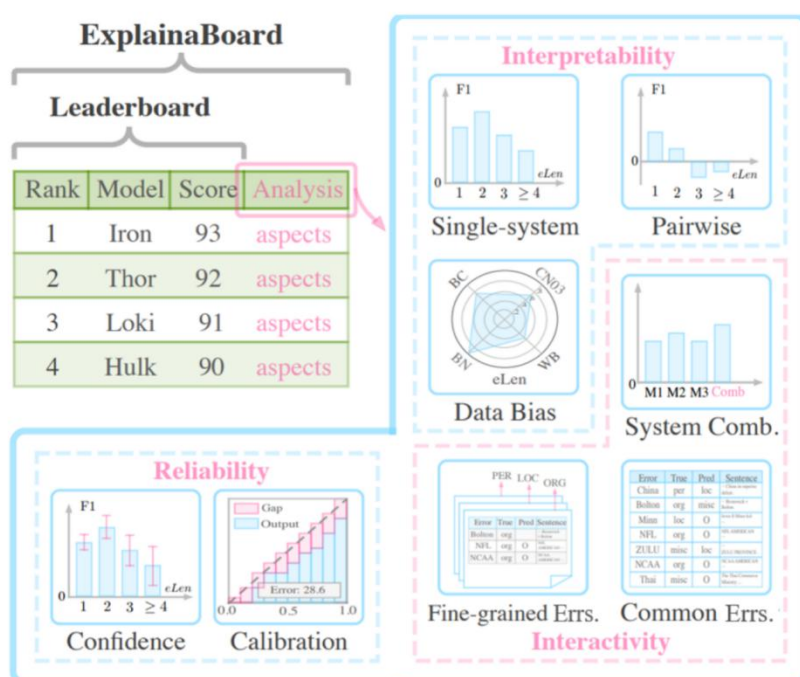 ExplainaBoard
Leaderboard
Rank Model Score Analysis
1 Iron 93 aspects
2 Thor 92 aspects
3 Loki 91 aspects
4 Hulk 90 aspects
Interpretability
F1
0
eLen
1 2 3 ≥ 4
Single-system
F1
0
eLen
1 2 3 ≥ 4
Pairwise
BC CN03
BN WB
eLen
Data Bias
0
M1 M2 M3 Comb
System Comb.
Reliability
F1
0
eLen
1 2 3 ≥ 4
Confidence
Gap
Output
Error: 28.6
0.0 0.5 1.0
Calibration
PER LOC ORG
Error True Pred Sentence
Bolton org
NFL org O
NCAA org O
Fine-grained Errs.
Error True Pred Sentence
China per loc
Bolton org misc
Minn loc O
NFL org O
ZULU misc loc
NCAA org O
Thai misc O
Common Errs.
Interactivity